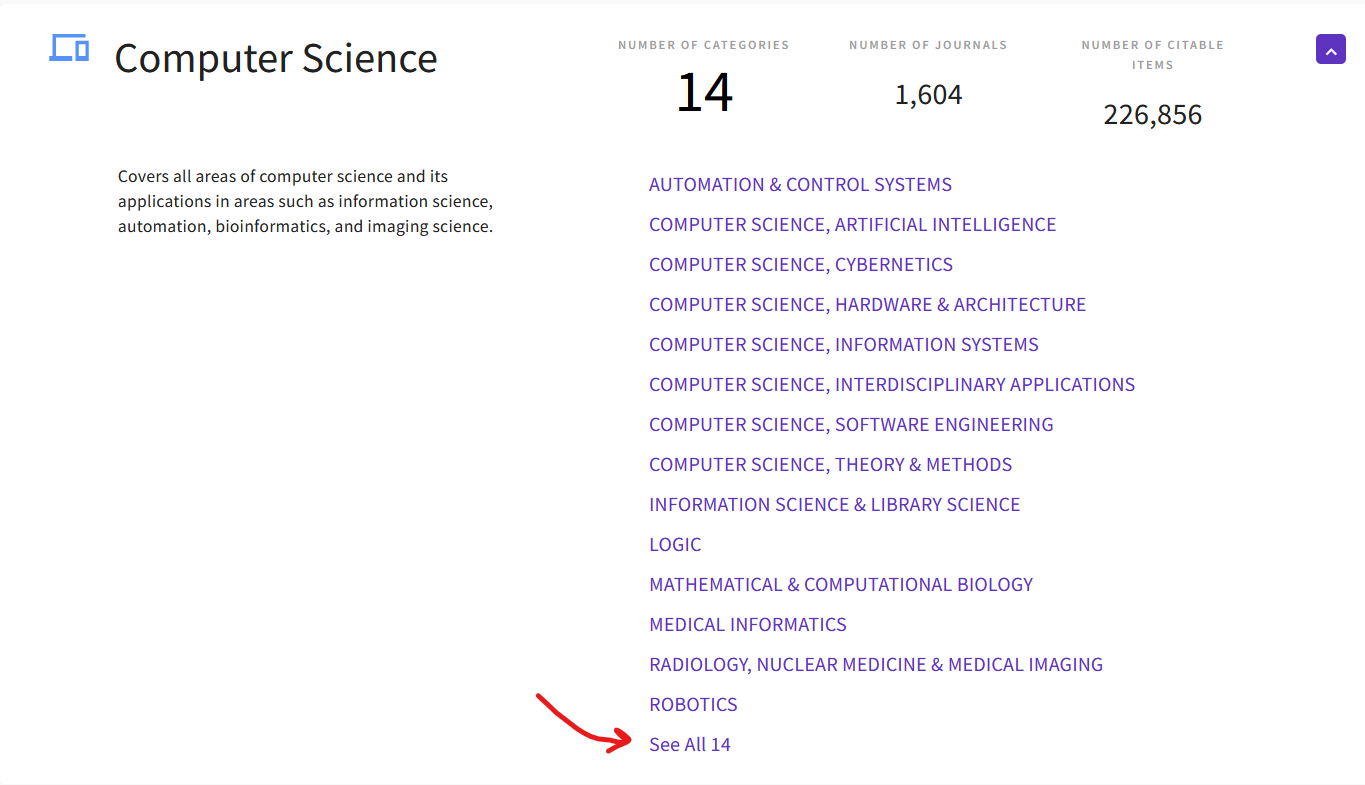 Computer Science
NUMBER OF CATEGORIES
14
NUMBER OF JOURNALS
1,604
NUMBER OF CITABLE
ITEMS
226,856
Covers all areas of computer science and its
applications in areas such as information science,
automation, bioinformatics, and imaging science.
AUTOMATION & CONTROL SYSTEMS
COMPUTER SCIENCE, ARTIFICIAL INTELLIGENCE
COMPUTER SCIENCE, CYBERNETICS
COMPUTER SCIENCE, HARDWARE & ARCHITECTURE
COMPUTER SCIENCE, INFORMATION SYSTEMS
COMPUTER SCIENCE, INTERDISCIPLINARY APPLICATIONS
COMPUTER SCIENCE, SOFTWARE ENGINEERING
COMPUTER SCIENCE, THEORY & METHODS
INFORMATION SCIENCE & LIBRARY SCIENCE
LOGIC
MATHEMATICAL & COMPUTATIONAL BIOLOGY
MEDICAL INFORMATICS
RADIOLOGY, NUCLEAR MEDICINE & MEDICAL IMAGING
ROBOTICS
See All 14